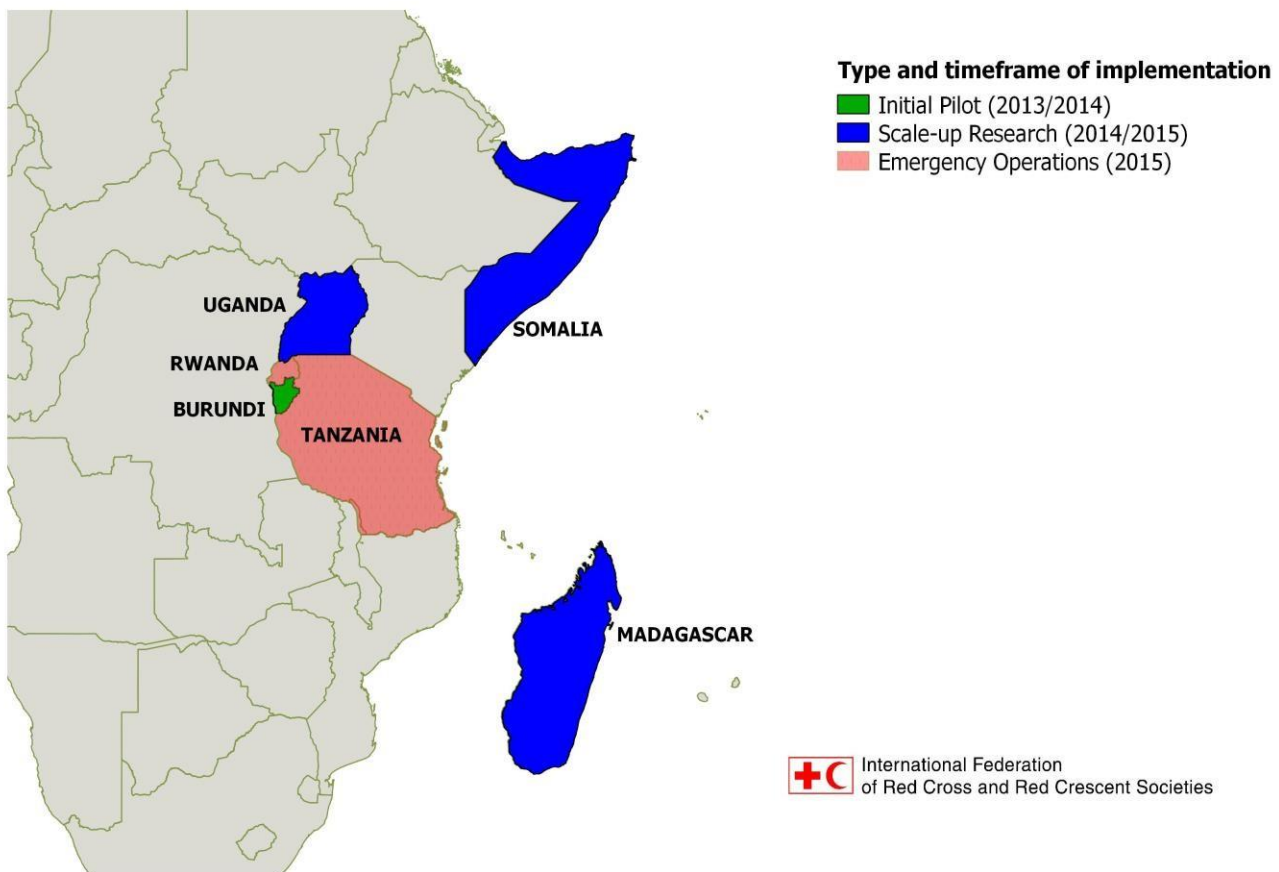 Type and timeframe of implementation
Initial Pilot (2013/2014)
Scale-up Research (2014/2015)
Emergency Operations (2015)
UGANDA
SOMALIA
RWANDA
BURUNDI
TANZANIA
MADAGASCAR
International Federation
of Red Cross and Red Crescent Societies